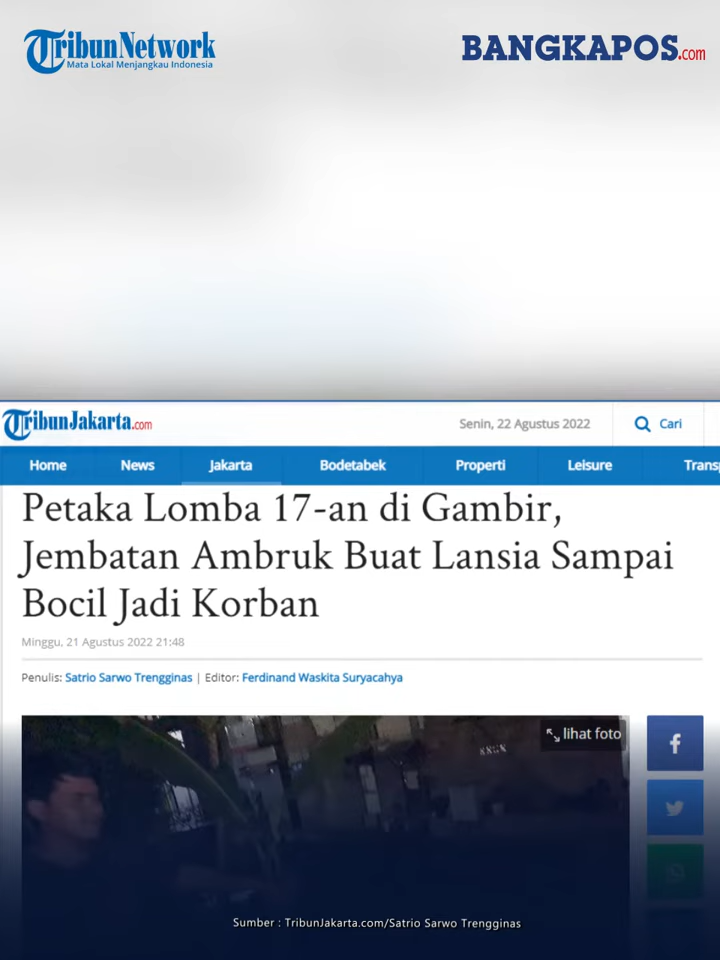 TribunNetwork
Mata Lokal Menjangkau Indonesia
BANGKAPOS.com
TribunJakarta.com
Senin, 22 Agustus 2022
Cari
Home News Jakarta Bodetabek Properti Leisure Transp
Petaka Lomba 17-an di Gambir,
Jembatan Ambruk Buat Lansia Sampai
Bocil Jadi Korban
Minggu, 21 Agustus 2022 21:48
Penulis: Satrio Sarwo Trengginas | Editor: Ferdinand Waskita Suryacahya
lihat foto
Sumber : TribunJakarta.com/Satrio Sarwo Trengginas